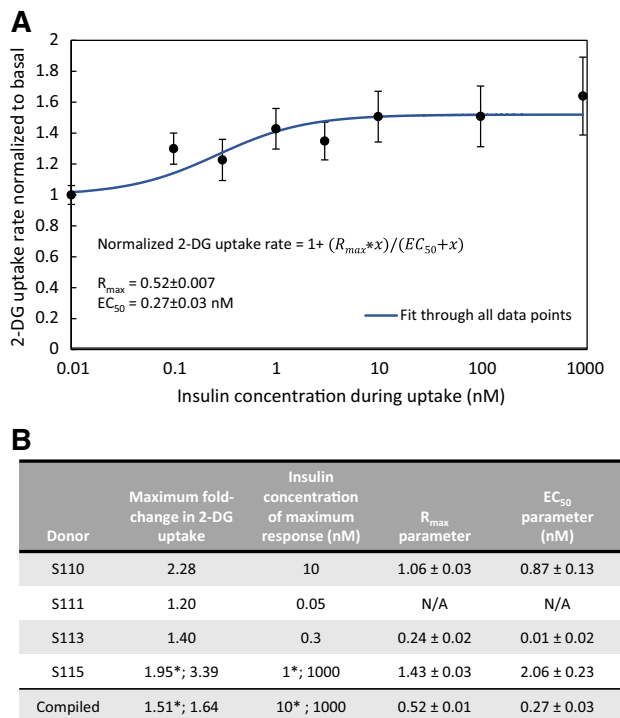 A
2
1.8
1.6
1.4
1.2
1
0.8
0.6
0.4
0.2
0
2-DG uptake rate normalized to basal
Normalized 2-DG uptake rate = 1+ (Rmax*x)/(EC50+x)
Rmax = 0.52±0.007
EC50 = 0.27±0.03 nM
Fit through all data points
0.01 0.1 1 10 100 1000
Insulin concentration during uptake (nM)
B
Donor Maximum fold-change in 2-DG uptake Insulin concentration of maximum response (nM) Rmax parameter EC50 parameter (nM)
S110 2.28 10 1.06 ± 0.03 0.87 ± 0.13
S111 1.20 0.05 N/A N/A
S113 1.40 0.3 0.24 ± 0.02 0.01 ± 0.02
S115 1.95*; 3.39 1*; 1000 1.43 ± 0.03 2.06 ± 0.23
Compiled 1.51*; 1.64 10* ; 1000 0.52 ± 0.01 0.27 ± 0.03